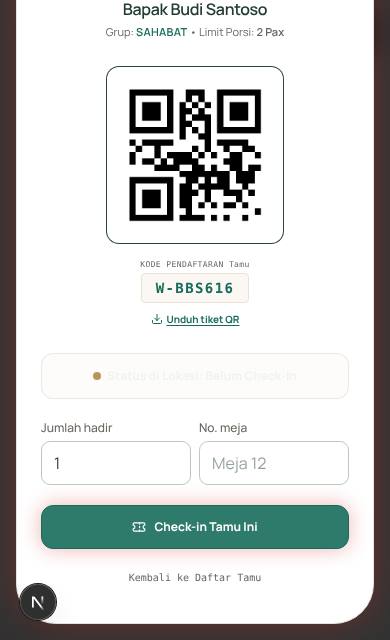 Bapak Budi Santoso
Grup: SAHABAT • Limit Porsi: 2 Pax
KODE PENDAFTARAN Tamu
W-BBS616
Unduh tiket QR
Status di Lokasi: Belum Check-In
Jumlah hadir
No. meja
1
Meja 12
Check-in Tamu Ini
Kembali ke Daftar Tamu
N